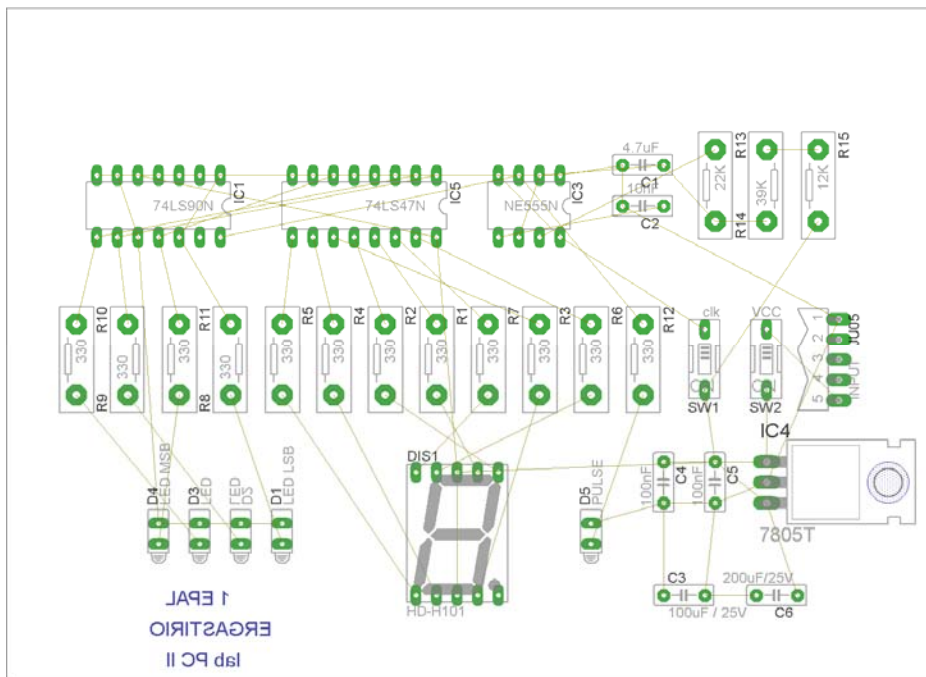 4.7uF
C1
10nF
C2
R13
22K
R14
39K
R15
12K
IC1
74LS90N
IC5
74LS47N
IC3
NE555N
R10
330
R9
330
R11
330
R8
330
R5
330
R4
330
R2
330
R1
330
R7
330
R3
330
R6
330
R12
330
clk
ON
SW1
VCC
ON
SW2
1
2
3
4
5
JU05
INPUT
IC4
7805T
D4
LED MSB
D3
LED
LED
D2
D1
LED LSB
DIS1
HD-H101
D5
PULSE
C4
100nF
C5
100nF
C3
100uF / 25V
200uF/25V
C6
1 EPAL
ERGASTIRIO
lab PC II